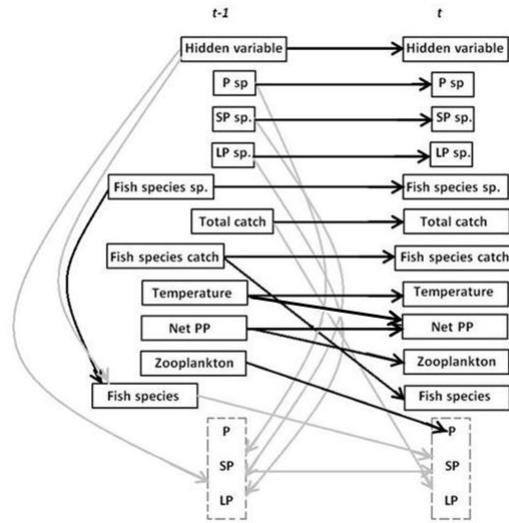 t-1 t
Hidden variable Hidden variable
P sp P sp
SP sp. SP sp.
LP sp. LP sp.
Fish species sp. Fish species sp.
Total catch Total catch
Fish species catch Fish species catch
Temperature Temperature
Net PP Net PP
Zooplankton Zooplankton
Fish species Fish species
P P
SP SP
LP LP